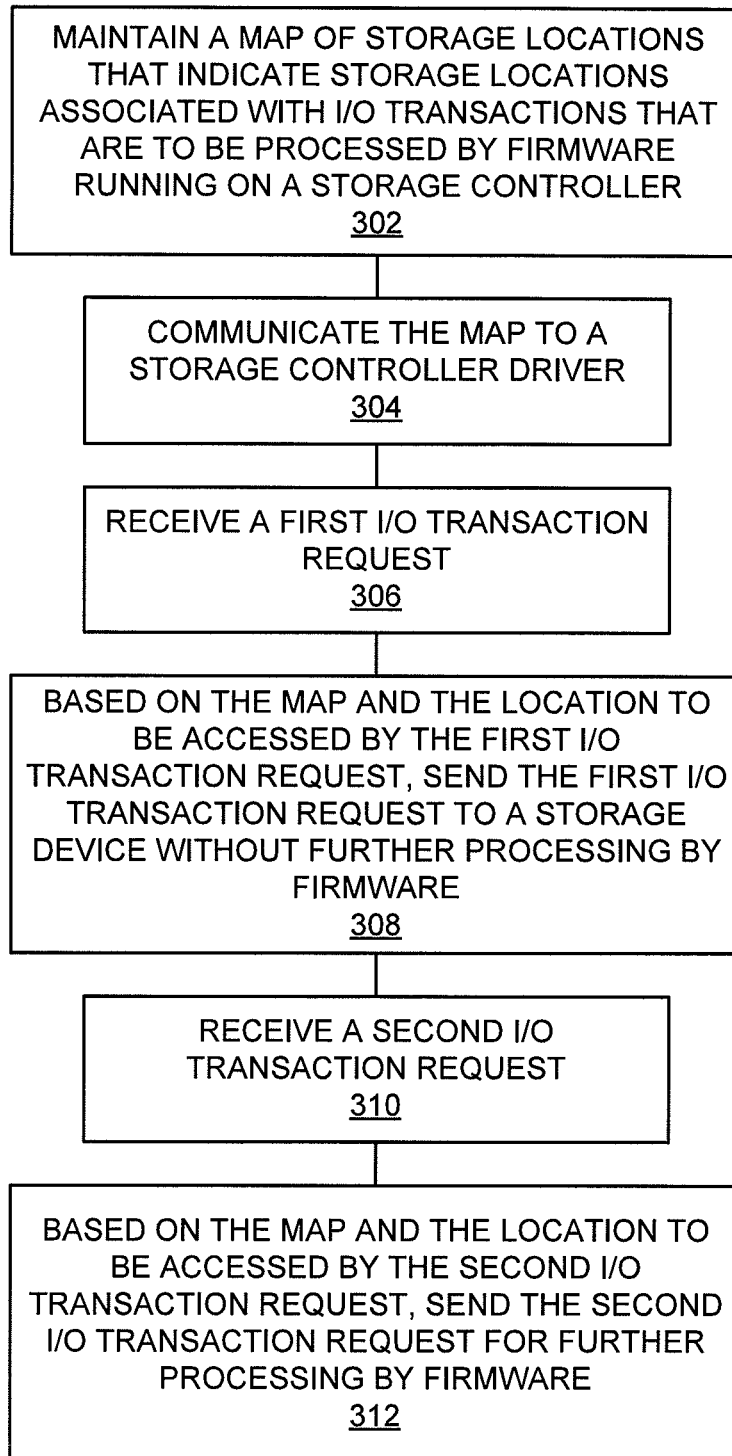 MAINTAIN A MAP OF STORAGE LOCATIONS
THAT INDICATE STORAGE LOCATIONS
ASSOCIATED WITH I/O TRANSACTIONS THAT
ARE TO BE PROCESSED BY FIRMWARE
RUNNING ON A STORAGE CONTROLLER
302
COMMUNICATE THE MAP TO A
STORAGE CONTROLLER DRIVER
304
RECEIVE A FIRST I/O TRANSACTION
REQUEST
306
BASED ON THE MAP AND THE LOCATION TO
BE ACCESSED BY THE FIRST I/O
TRANSACTION REQUEST, SEND THE FIRST I/O
TRANSACTION REQUEST TO A STORAGE
DEVICE WITHOUT FURTHER PROCESSING BY
FIRMWARE
308
RECEIVE A SECOND I/O
TRANSACTION REQUEST
310
BASED ON THE MAP AND THE LOCATION TO
BE ACCESSED BY THE SECOND I/O
TRANSACTION REQUEST, SEND THE SECOND
I/O TRANSACTION REQUEST FOR FURTHER
PROCESSING BY FIRMWARE
312